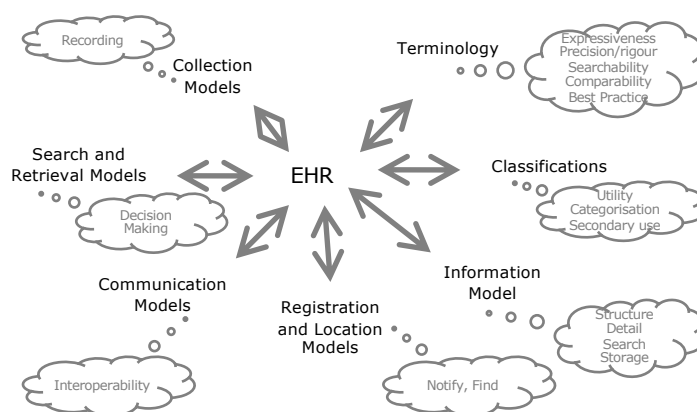 Recording
Collection
Models
Terminology
Expressiveness
Precision/rigour
Searchability
Comparability
Best Practice
Search and
Retrieval Models
Decision
Making
EHR
Classifications
Utility
Categorisation
Secondary use
Communication
Models
Interoperability
Registration
and Location
Models
Notify, Find
Information
Model
Structure
Detail
Search
Storage